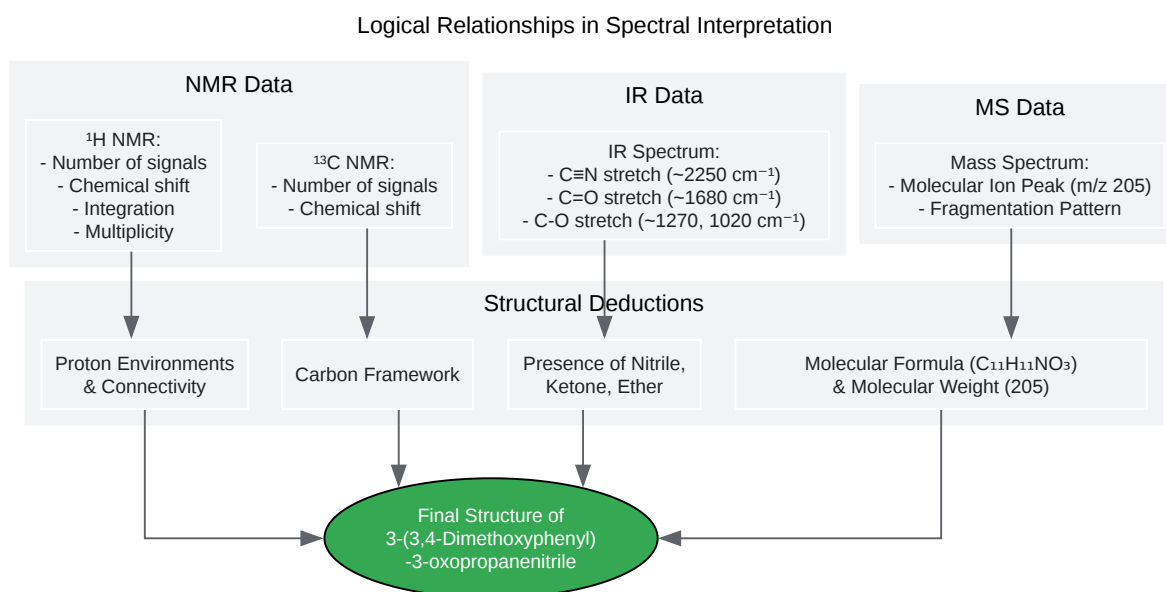 Logical Relationships in Spectral Interpretation
NMR Data
¹H NMR:
- Number of signals
- Chemical shift
- Integration
- Multiplicity
¹³C NMR:
- Number of signals
- Chemical shift
IR Data
IR Spectrum:
- C≡N stretch (~2250 cm⁻¹)
- C=O stretch (~1680 cm⁻¹)
- C-O stretch (~1270, 1020 cm⁻¹)
MS Data
Mass Spectrum:
- Molecular Ion Peak (m/z 205)
- Fragmentation Pattern
Structural Deductions
Proton Environments
& Connectivity
Carbon Framework
Presence of Nitrile,
Ketone, Ether
Molecular Formula (C₁₁H₁₁NO₃)
& Molecular Weight (205)
Final Structure of
3-(3,4-Dimethoxyphenyl)
-3-oxopropanenitrile